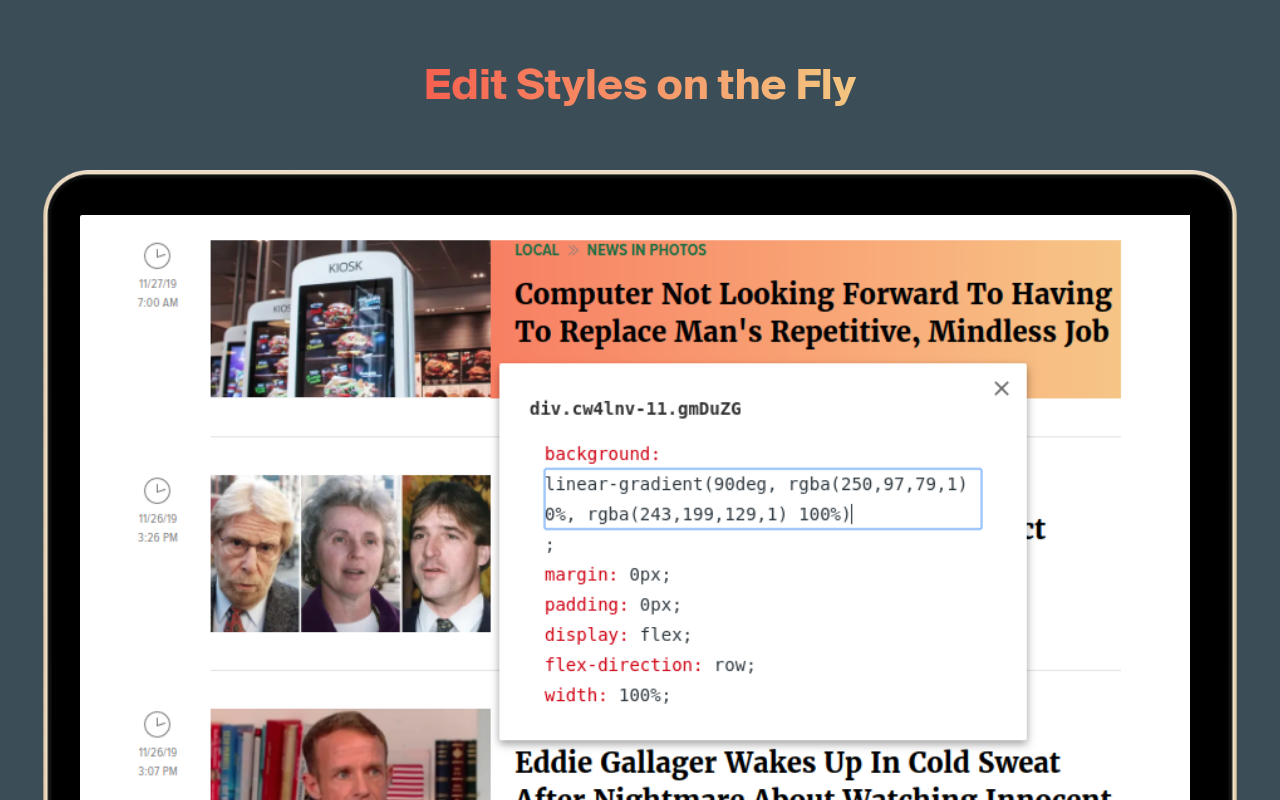 Edit Styles on the Fly
11/27/19
7:00 AM
KIOSK
KIOS
LOCAL » NEWS IN PHOTOS
Computer Not Looking Forward To Having
To Replace Man's Repetitive, Mindless Job
div.cw4lnv-11.gmDuZG
background:
linear-gradient(90deg, rgba(250,97,79,1)
0%, rgba(243,199,129,1) 100%)
;
margin: 0px;
padding: 0px;
display: flex;
flex-direction: row;
width: 100%;
11/26/19
3:26 PM
ct
11/26/19
3:07 PM
Eddie Gallager Wakes Up In Cold Sweat
After Nightmare About Watching Innocent